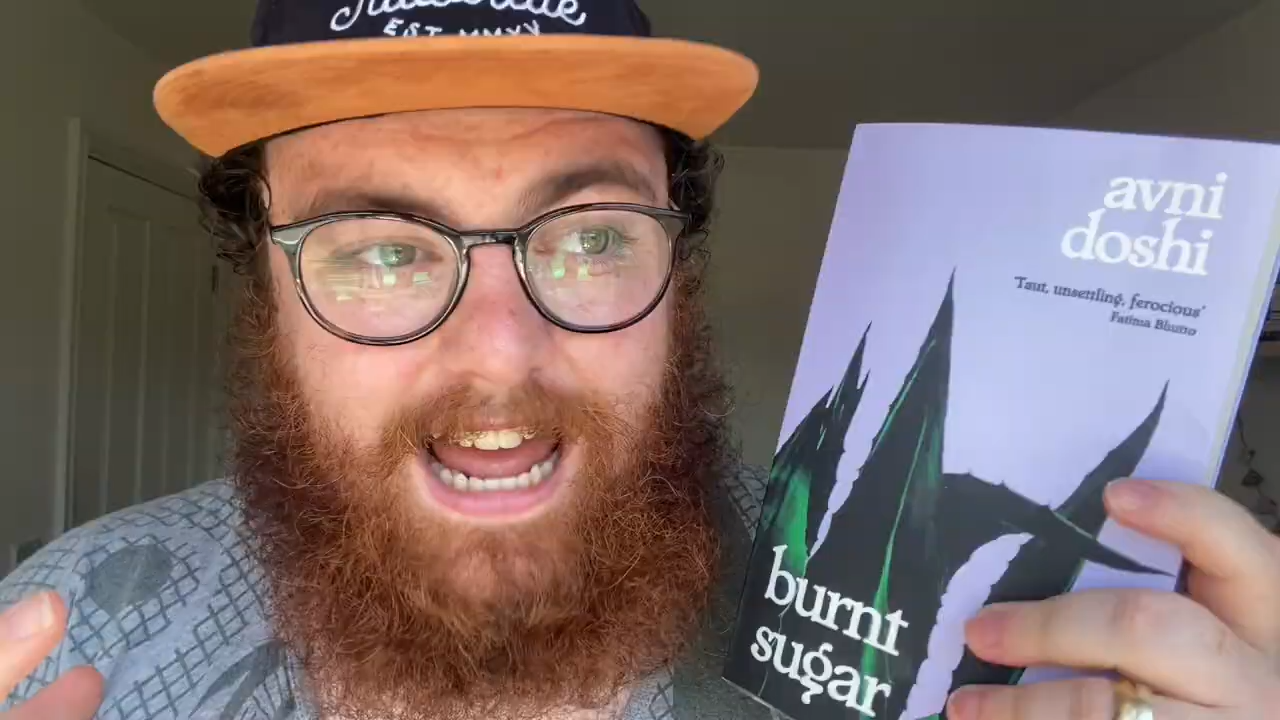 EST. MMXV
avni
doshi
'Taut, unsettling, ferocious'
Fatima Bhutto
burnt
sugar